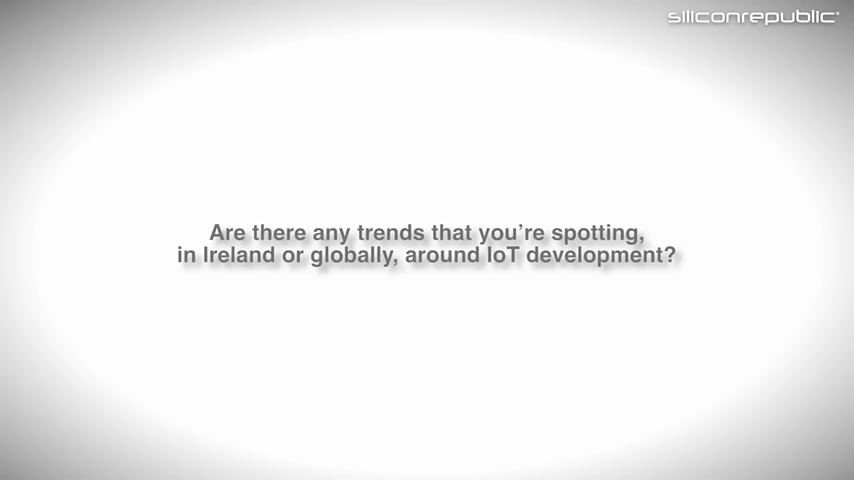 siliconrepublic
Are there any trends that you're spotting,
in Ireland or globally, around IoT development?